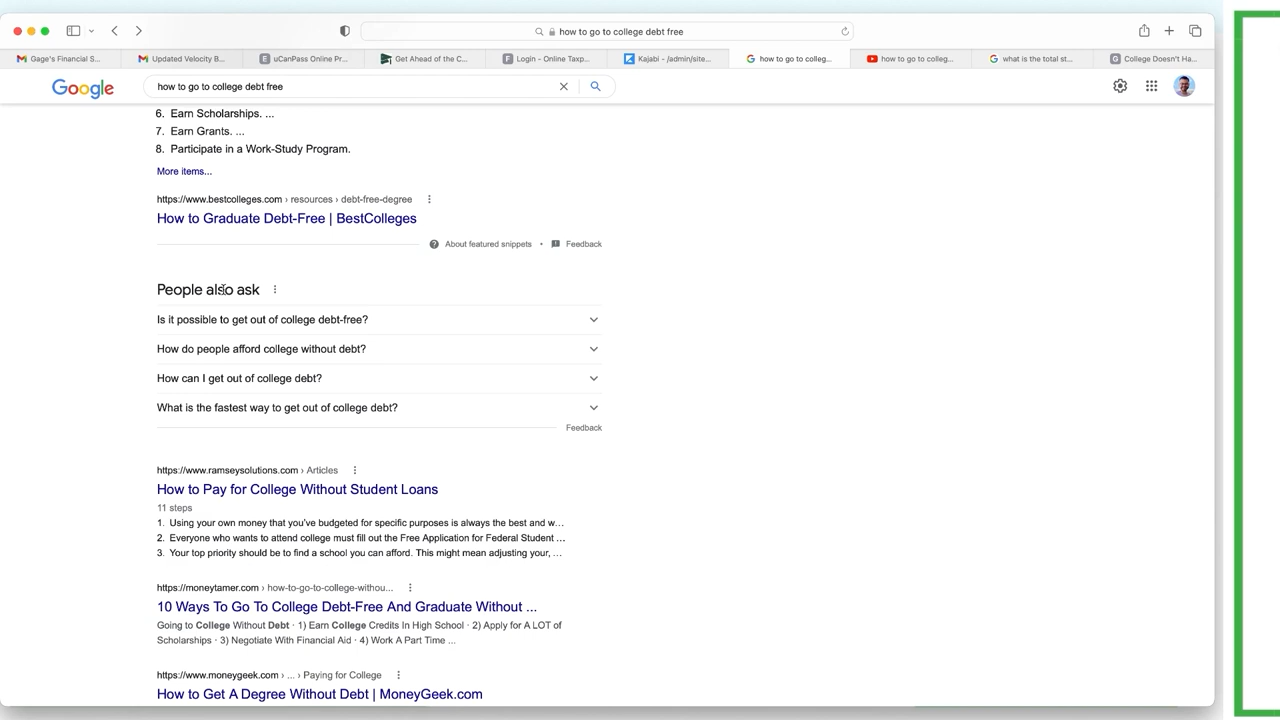 how to go to college debt free
Gage's Financial S...
Updated Velocity B...
uCanPass Online Pr...
Get Ahead of the C...
Login - Online Taxp...
Kajabi - /admin/site...
how to go to colleg...
how to go to colleg...
what is the total st...
College Doesn't Ha...
Google
how to go to college debt free
6. Earn Scholarships. ...
7. Earn Grants. ...
8. Participate in a Work-Study Program.
More items...
https://www.bestcolleges.com › resources › debt-free-degree
How to Graduate Debt-Free | BestColleges
About featured snippets • Feedback
People also ask
Is it possible to get out of college debt-free?
How do people afford college without debt?
How can I get out of college debt?
What is the fastest way to get out of college debt?
Feedback
https://www.ramseysolutions.com › Articles
How to Pay for College Without Student Loans
11 steps
1. Using your own money that you've budgeted for specific purposes is always the best and w...
2. Everyone who wants to attend college must fill out the Free Application for Federal Student ...
3. Your top priority should be to find a school you can afford. This might mean adjusting your, ...
https://moneytamer.com › how-to-go-to-college-withou...
10 Ways To Go To College Debt-Free And Graduate Without ...
Going to College Without Debt · 1) Earn College Credits In High School · 2) Apply for A LOT of
Scholarships · 3) Negotiate With Financial Aid · 4) Work A Part Time ...
https://www.moneygeek.com › ... › Paying for College
How to Get A Degree Without Debt | MoneyGeek.com